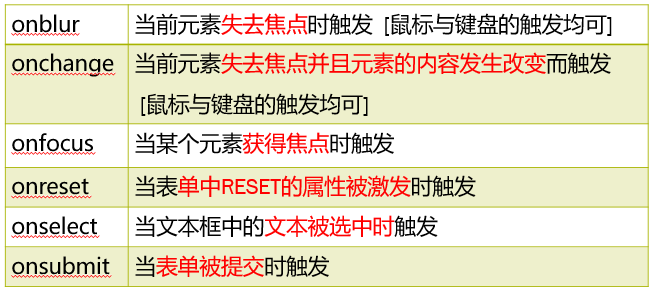 onblur 当前元素失去焦点时触发 [鼠标与键盘的触发均可]
onchange 当前元素失去焦点并且元素的内容发生改变而触发
[鼠标与键盘的触发均可]
onfocus 当某个元素获得焦点时触发
onreset 当表单中RESET的属性被激发时触发
onselect 当文本框中的文本被选中时触发
onsubmit 当表单被提交时触发